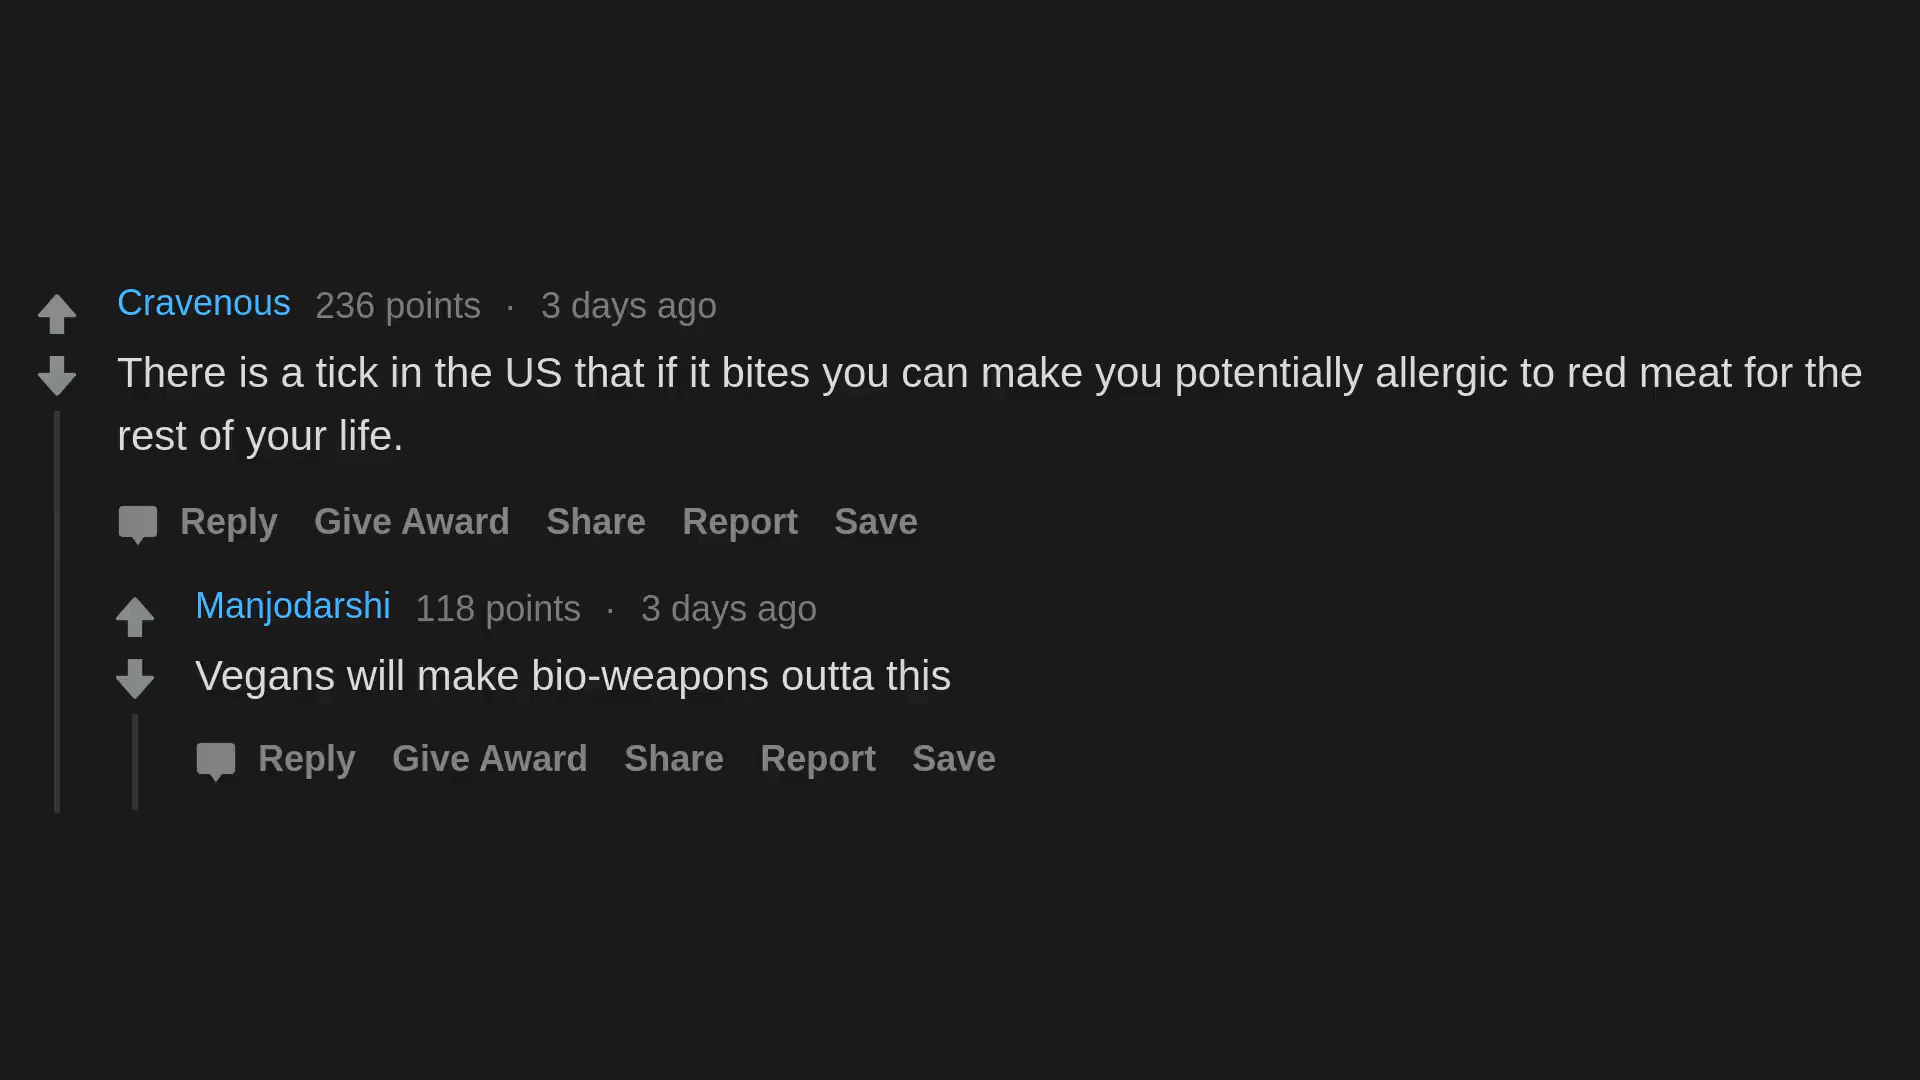 Cravenous 236 points · 3 days ago
There is a tick in the US that if it bites you can make you potentially allergic to red meat for the
rest of your life.
Reply Give Award Share Report Save
Manjodarshi 118 points · 3 days ago
Vegans will make bio-weapons outta this
Reply Give Award Share Report Save